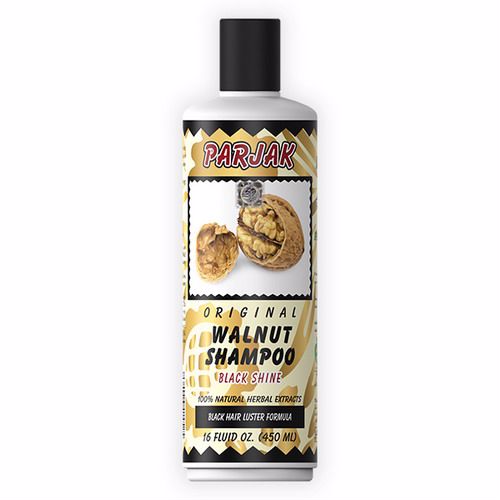 PARJAK
ORIGINAL
WALNUT
SHAMPOO
BLACK SHINE
100% NATURAL HERBAL EXTRACTS
BLACK HAIR LUSTER FORMULA
16 FLUID OZ. (450 ML)